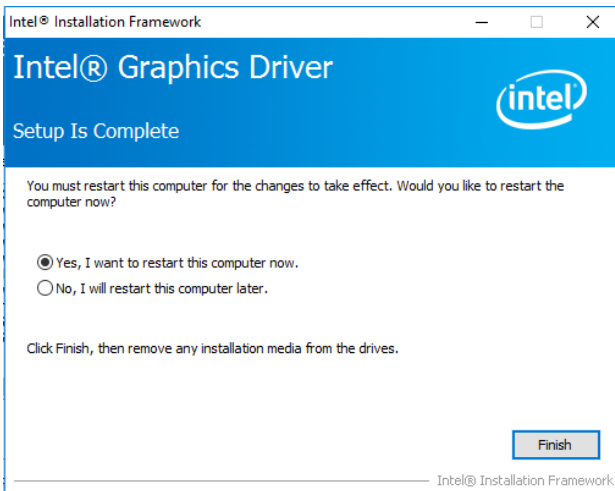 Intel® Installation Framework
Intel® Graphics Driver
intel
Setup Is Complete
You must restart this computer for the changes to take effect. Would you like to restart the
computer now?
Yes, I want to restart this computer now.
No, I will restart this computer later.
Click Finish, then remove any installation media from the drives.
Finish
Intel® Installation Framework